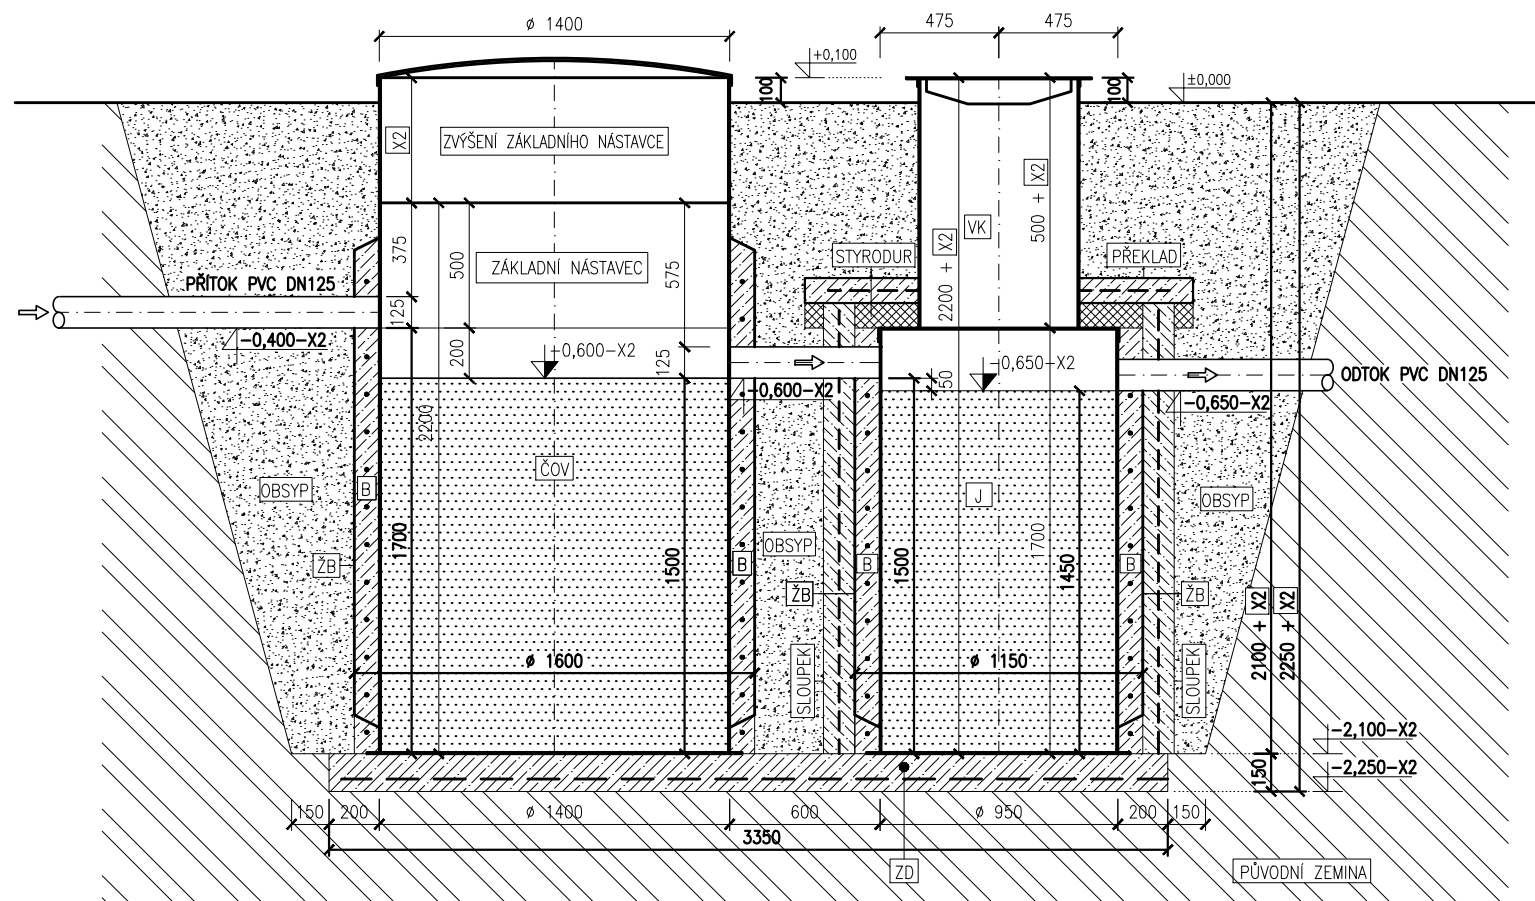 ø 1400
475
475
+0,100
±0,000
100
100
X2
ZVÝŠENÍ ZÁKLADNÍHO NÁSTAVCE
375
500
ZÁKLADNÍ NÁSTAVEC
575
STYRODUR
2200 + X2
VK
500 + X2
PŘEKLAD
PŘÍTOK PVC DN125
125
-0,400-X2
200
-0,600-X2
125
-0,600-X2
50
-0,650-X2
-0,650-X2
ODTOK PVC DN125
2200
ČOV
OBSYP
B
J
OBSYP
1700
1500
B
OBSYP
B
1500
1700
1450
B
ŽB
ŽB
ŽB
2100 + X2
2250 + X2
ø 1600
SLOUPEK
ø 1150
SLOUPEK
-2,100-X2
150
-2,250-X2
150
200
ø 1400
600
ø 950
200
150
3350
ZD
PŮVODNÍ ZEMINA